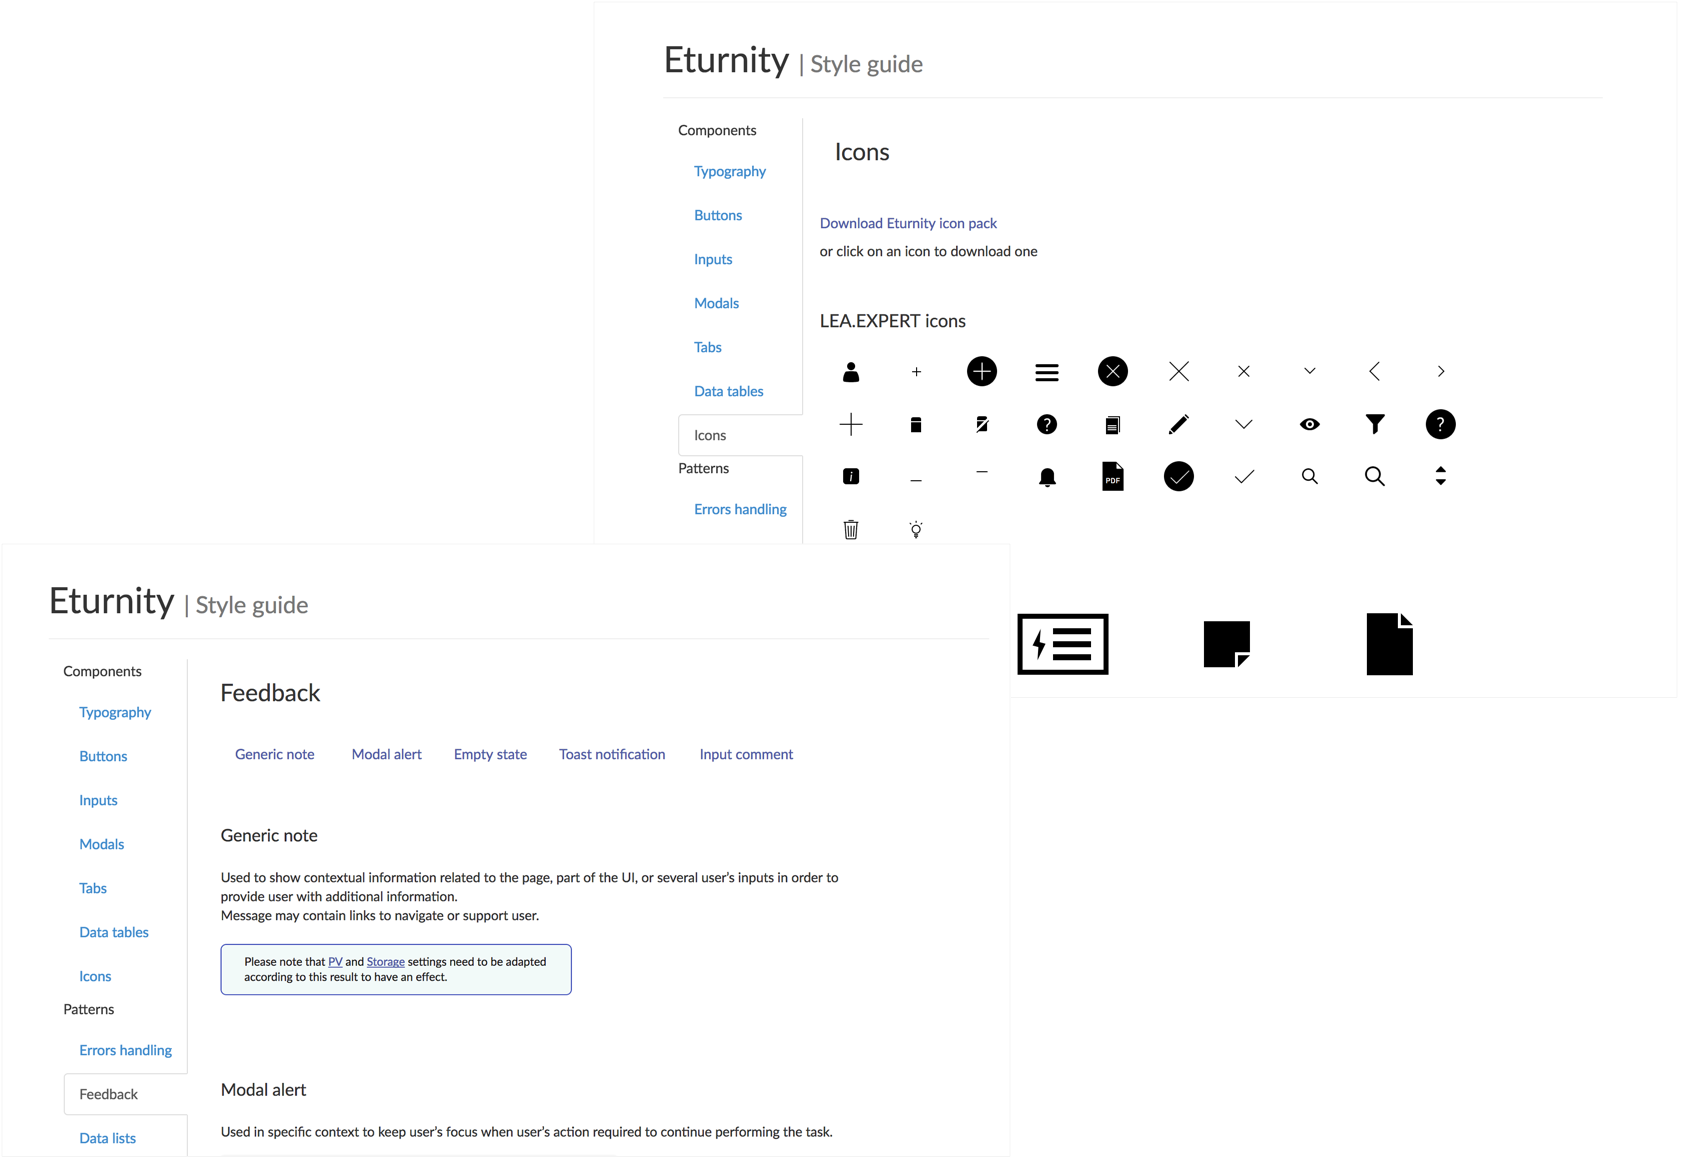 Eturnity | Style guide
Components
Typography
Buttons
Inputs
Modals
Tabs
Data tables
Icons
Patterns
Errors handling
Icons
Download Eturnity icon pack
or click on an icon to download one
LEA.EXPERT icons
?
?
i
PDF
Eturnity | Style guide
Components
Typography
Buttons
Inputs
Modals
Tabs
Data tables
Icons
Patterns
Errors handling
Feedback
Data lists
Feedback
Generic note Modal alert Empty state Toast notification Input comment
Generic note
Used to show contextual information related to the page, part of the UI, or several user's inputs in order to
provide user with additional information.
Message may contain links to navigate or support user.
Please note that PV and Storage settings need to be adapted
according to this result to have an effect.
Modal alert
Used in specific context to keep user's focus when user's action required to continue performing the task.